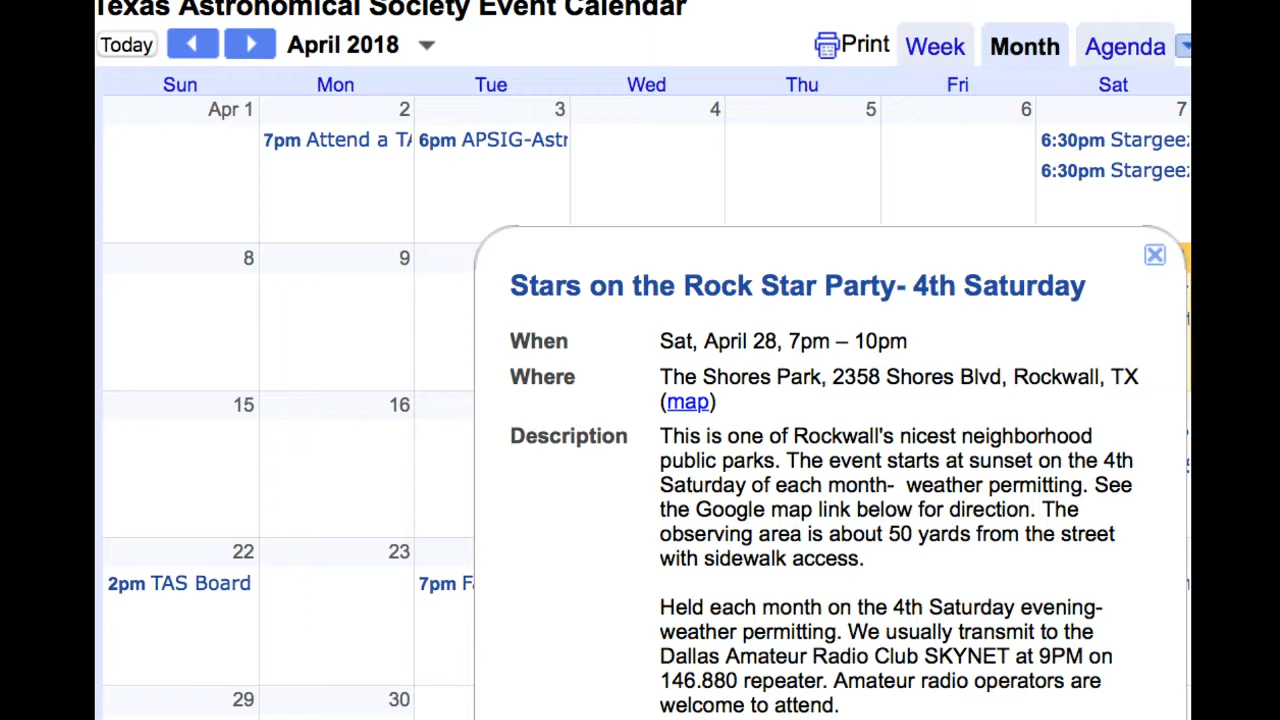 Texas Astronomical Society Event Calendar
Today April 2018 Print Week Month Agenda
Sun Mon Tue Wed Thu Fri Sat
Apr 1 2 3 4 5 6 7
7pm Attend a TA 6pm APSIG-Astr 6:30pm Stargeez
6:30pm Stargeez
8 9
Stars on the Rock Star Party- 4th Saturday
When Sat, April 28, 7pm – 10pm
Where The Shores Park, 2358 Shores Blvd, Rockwall, TX
(map)
15 16
Description This is one of Rockwall's nicest neighborhood
public parks. The event starts at sunset on the 4th
Saturday of each month- weather permitting. See
the Google map link below for direction. The
observing area is about 50 yards from the street
with sidewalk access.
22 23
2pm TAS Board 7pm F
Held each month on the 4th Saturday evening-
weather permitting. We usually transmit to the
Dallas Amateur Radio Club SKYNET at 9PM on
146.880 repeater. Amateur radio operators are
welcome to attend.
29 30